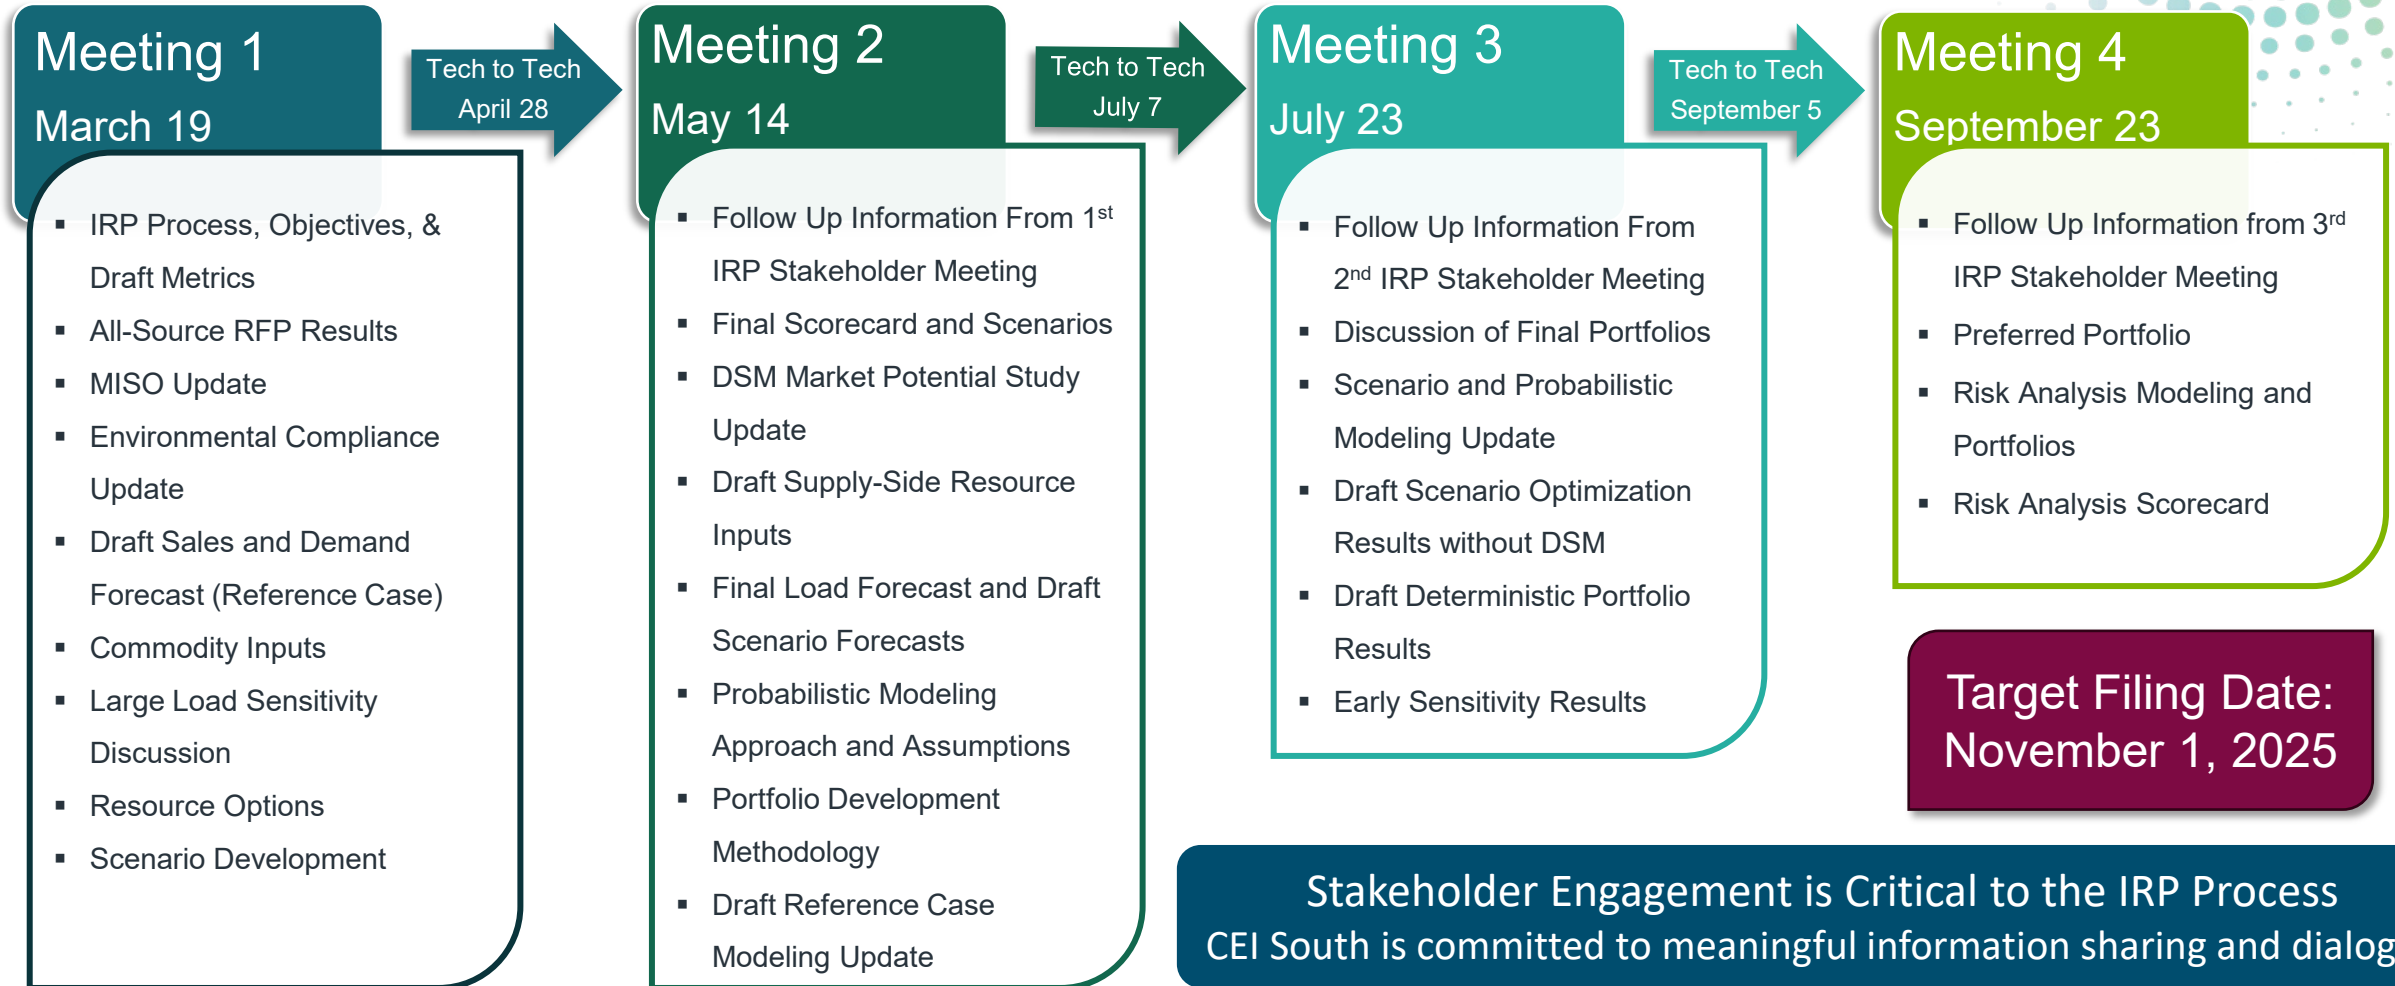 Meeting 1
March 19
▪ IRP Process, Objectives, &
Draft Metrics
▪ All-Source RFP Results
▪ MISO Update
▪ Environmental Compliance
Update
▪ Draft Sales and Demand
Forecast (Reference Case)
▪ Commodity Inputs
▪ Large Load Sensitivity
Discussion
▪ Resource Options
▪ Scenario Development
Tech to Tech
April 28
Meeting 2
May 14
▪ Follow Up Information From 1st
IRP Stakeholder Meeting
▪ Final Scorecard and Scenarios
▪ DSM Market Potential Study
Update
▪ Draft Supply-Side Resource
Inputs
▪ Final Load Forecast and Draft
Scenario Forecasts
▪ Probabilistic Modeling
Approach and Assumptions
▪ Portfolio Development
Methodology
▪ Draft Reference Case
Modeling Update
Tech to Tech
July 7
Meeting 3
July 23
▪ Follow Up Information From
2nd IRP Stakeholder Meeting
▪ Discussion of Final Portfolios
▪ Scenario and Probabilistic
Modeling Update
▪ Draft Scenario Optimization
Results without DSM
▪ Draft Deterministic Portfolio
Results
▪ Early Sensitivity Results
Tech to Tech
September 5
Meeting 4
September 23
▪ Follow Up Information from 3rd
IRP Stakeholder Meeting
▪ Preferred Portfolio
▪ Risk Analysis Modeling and
Portfolios
▪ Risk Analysis Scorecard
Target Filing Date:
November 1, 2025
Stakeholder Engagement is Critical to the IRP Process
CEI South is committed to meaningful information sharing and dialog